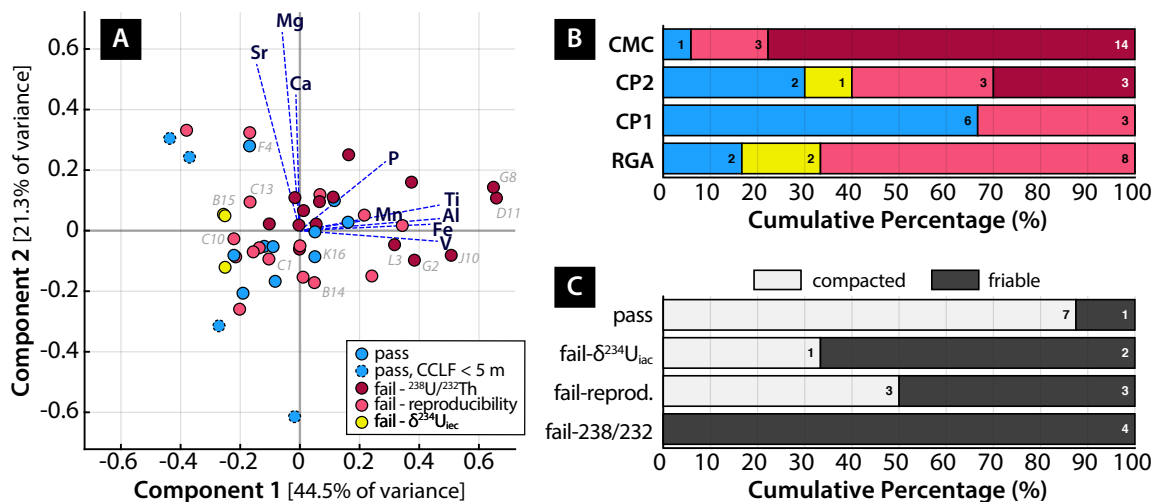 A
Component 2 [21.3% of variance]
0.6
0.4
0.2
0
-0.2
-0.4
-0.6
-0.6
-0.4
-0.2
0
0.2
0.4
0.6
Component 1 [44.5% of variance]
Mg
Sr
Ca
P
Ti
Mn
Al
Fe
V
F4
C13
B15
G8
D11
C10
C1
K16
L3
G2
J10
B14
pass
pass, CCLF < 5 m
fail - ²³⁸U/²³²Th
fail - reproducibility
fail - δ²³⁴Uiec
B
CMC
1
3
14
CP2
2
1
3
3
CP1
6
3
RGA
2
2
8
0 10 20 30 40 50 60 70 80 90 100
Cumulative Percentage (%)
C
compacted
friable
pass
7
1
fail-δ²³⁴Uiac
1
2
fail-reprod.
3
3
fail-238/232
4
0 10 20 30 40 50 60 70 80 90 100
Cumulative Percentage (%)